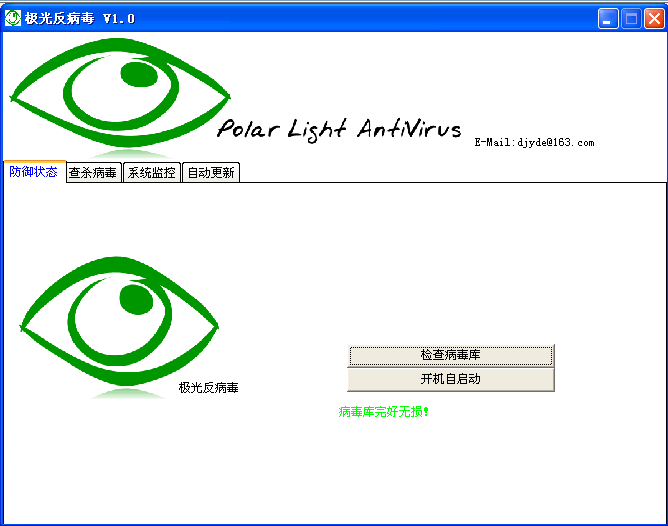 极光反病毒 V1.0
Polar Light AntiVirus
E-Mail:djyde@163.com
防御状态 查杀病毒 系统监控 自动更新
检查病毒库
开机自启动
极光反病毒
病毒库完好无损!